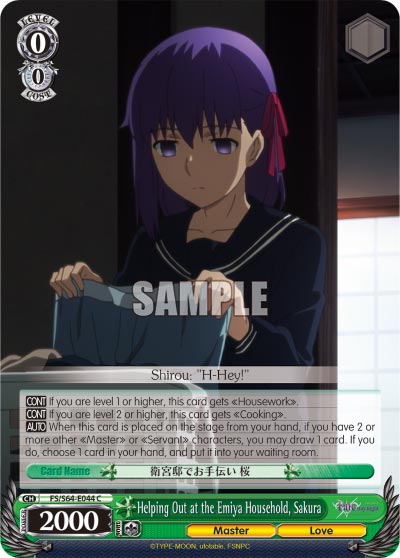 LEVEL
0
0
COST
SAMPLE
Shirou: "H-Hey!"
CONT If you are level 1 or higher, this card gets «Housework».
CONT If you are level 2 or higher, this card gets «Cooking».
AUTO When this card is placed on the stage from your hand, if you have 2 or
more other «Master» or «Servant» characters, you may draw 1 card. If you
do, choose 1 card in your hand, and put it into your waiting room.
Card Name 衛宮邸でお手伝い 桜
CH FS/S64-E044 C
Helping Out at the Emiya Household, Sakura
POWER 2000
Master Love
©TYPE-MOON, ufotable, FSNPC